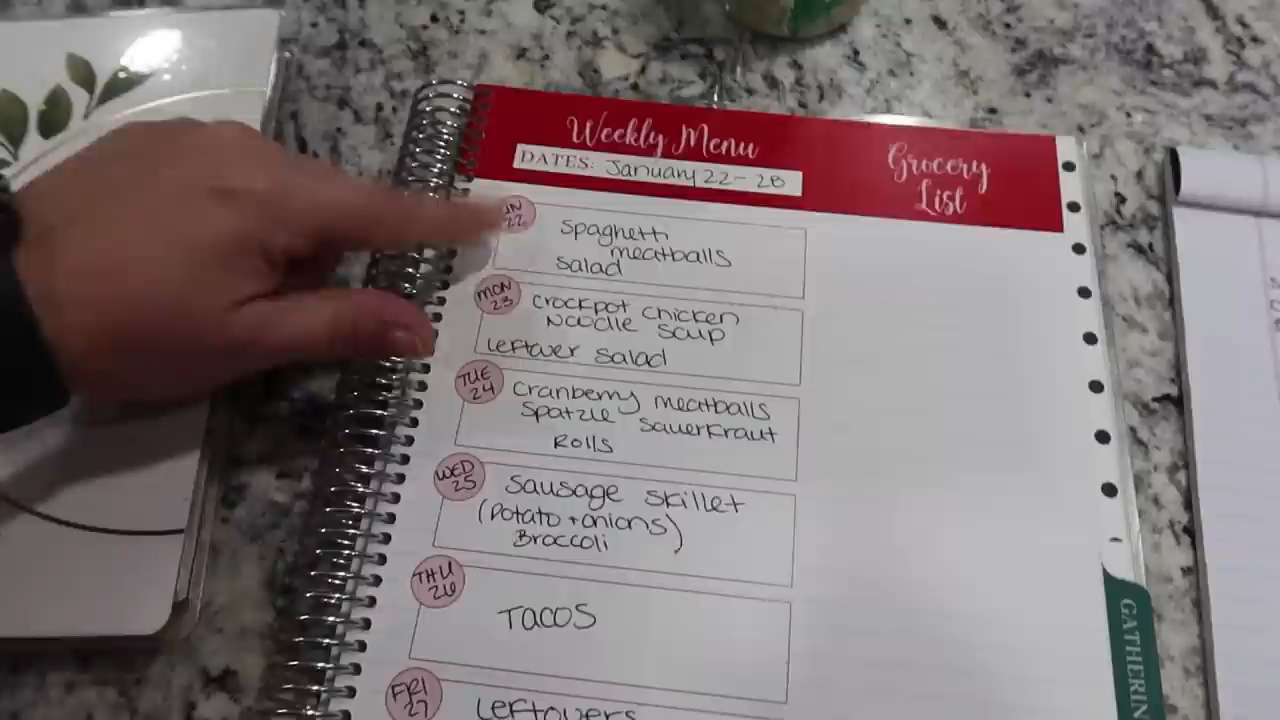 Weekly Menu
DATES: January 22-28
Grocery
List
22
spaghetti
meatballs
salad
MON
23
crockpot chicken
Noodle soup
Leftover salad
TUE
24
cranberry meatballs
spatzle sauerkraut
Rolls
WED
25
sausage skillet
(potato + onions)
Broccoli
THU
26
TACOS
FRI
27
Leftovers
GATHERIN